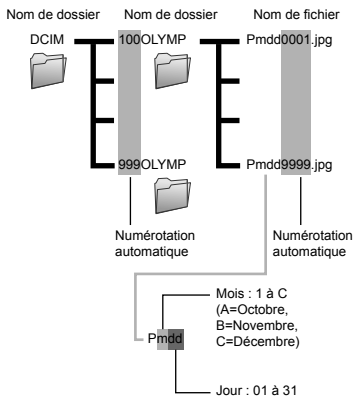 Nom de dossier Nom de dossier Nom de fichier
DCIM 100OLYMP Pmdd0001.jpg
999OLYMP Pmdd9999.jpg
Numérotation automatique
Numérotation automatique
Mois : 1 à C
(A=Octobre,
B=Novembre,
C=Décembre)
Pmdd
Jour : 01 à 31